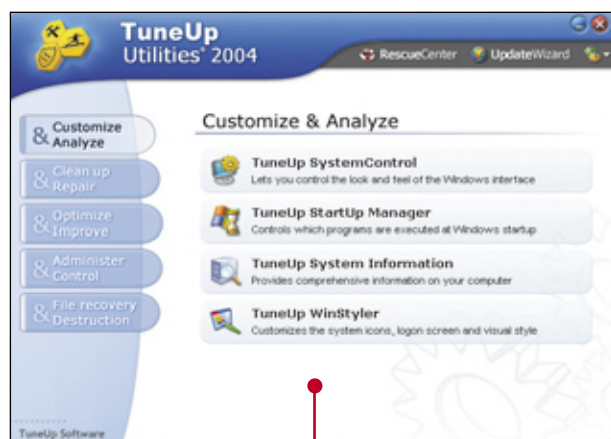 TuneUp
Utilities® 2004
RescueCenter UpdateWizard
Customize & Analyze
& Customize
Analyze
& Clean up
Repair
& Optimize
Improve
& Administer
Control
& File recovery
Destruction
TuneUp SystemControl
Lets you control the look and feel of the Windows interface
TuneUp StartUp Manager
Controls which programs are executed at Windows startup
TuneUp System Information
Provides comprehensive information on your computer
TuneUp WinStyler
Customizes the system icons, logon screen and visual style
TuneUp Software